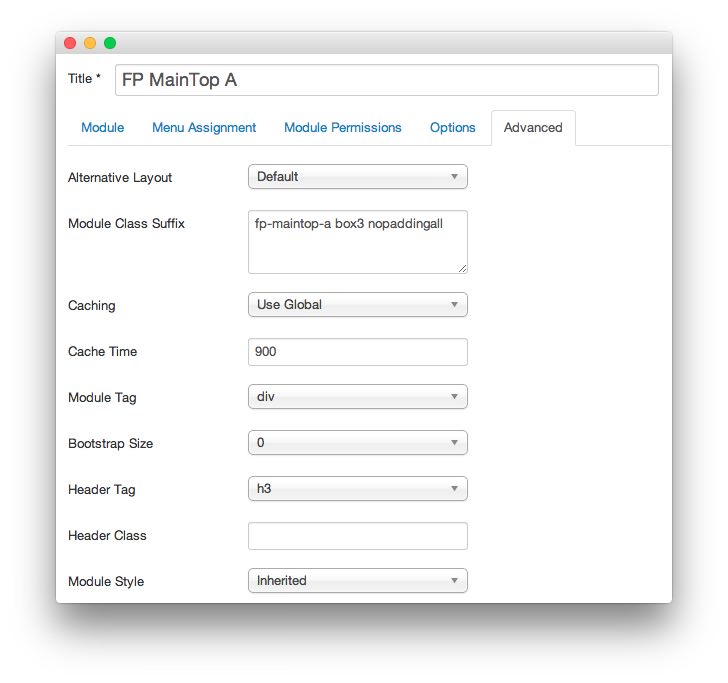 Title * FP MainTop A
Module Menu Assignment Module Permissions Options Advanced
Alternative Layout Default
Module Class Suffix fp-maintop-a box3 nopaddingall
Caching Use Global
Cache Time 900
Module Tag div
Bootstrap Size 0
Header Tag h3
Header Class
Module Style Inherited